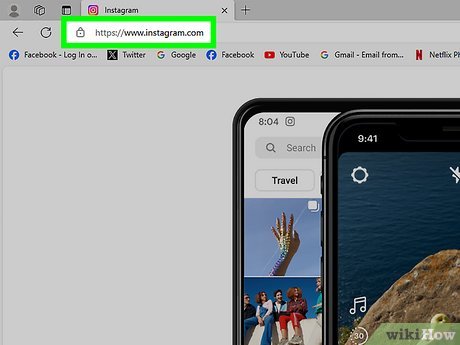 Instagram
https://www.instagram.com
Facebook - Log In o...
Twitter
Google
Facebook
YouTube
Gmail - Email from...
Netflix P
8:04
9:41
Search
Travel
30
wikiHow